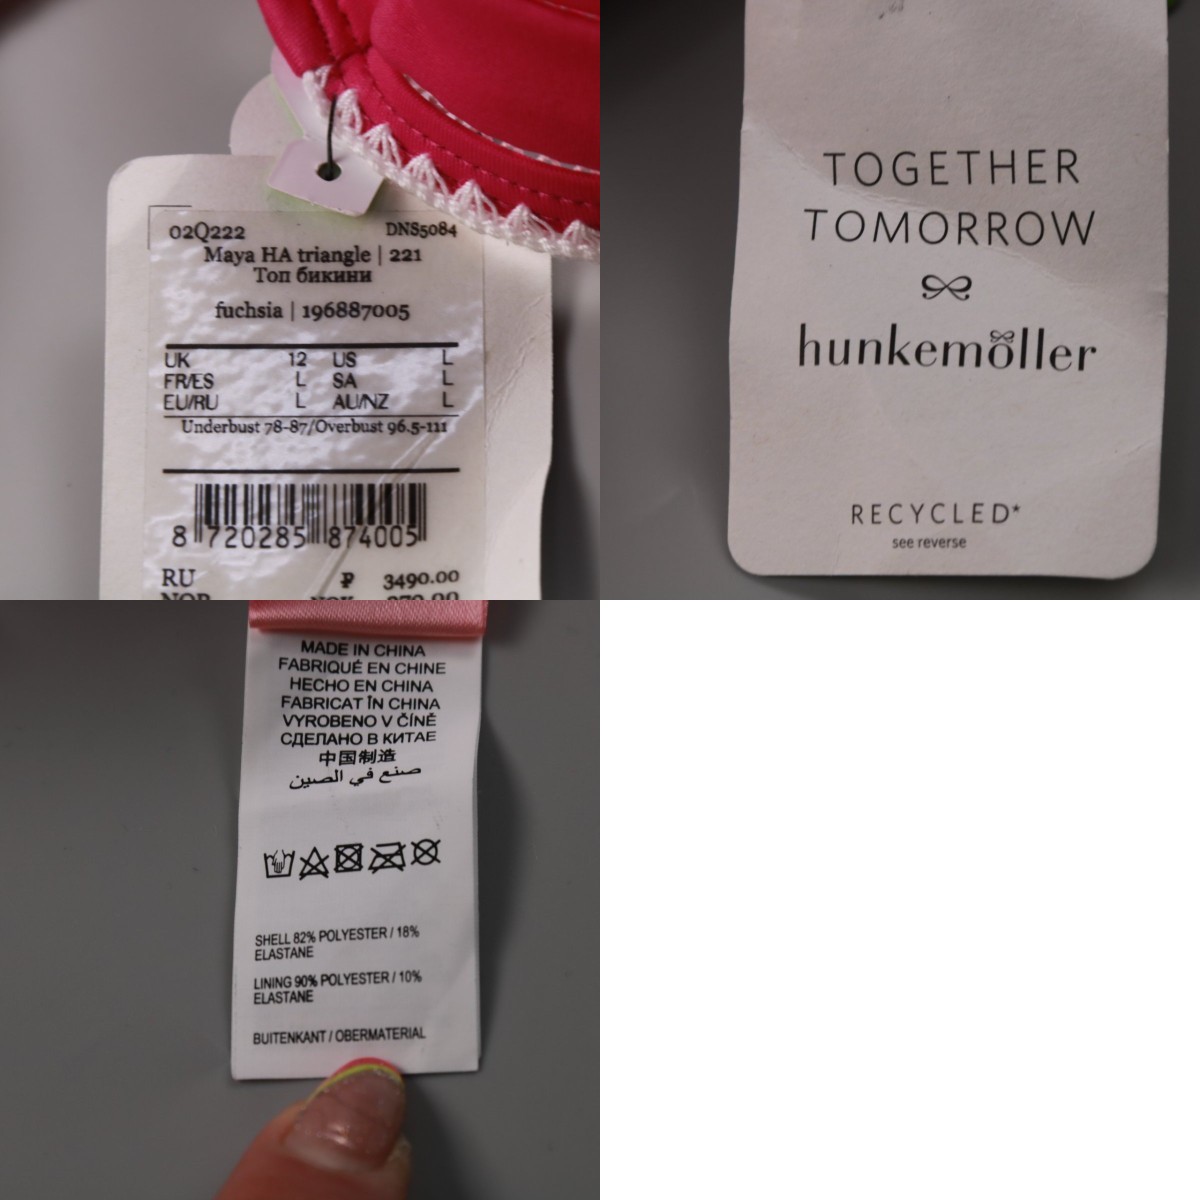 02Q222 DNS5084
Maya HA triangle | 221
Топ бикини
fuchsia | 196887005
UK 12 US L
FR/ES L SA L
EU/RU L AU/NZ L
Underbust 78-87/Overbust 96.5-111
8 720285 874005
RU ₽ 3490.00
TOGETHER
TOMORROW
hunkemöller
RECYCLED*
see reverse
MADE IN CHINA
FABRIQUÉ EN CHINE
HECHO EN CHINA
FABRICAT ÎN CHINA
VYROBENO V ČÍNĚ
СДЕЛАНО В КИТАЕ
中国制造
صنع في الصين
SHELL 82% POLYESTER / 18%
ELASTANE
LINING 90% POLYESTER / 10%
ELASTANE
BUITENKANT / OBERMATERIAL